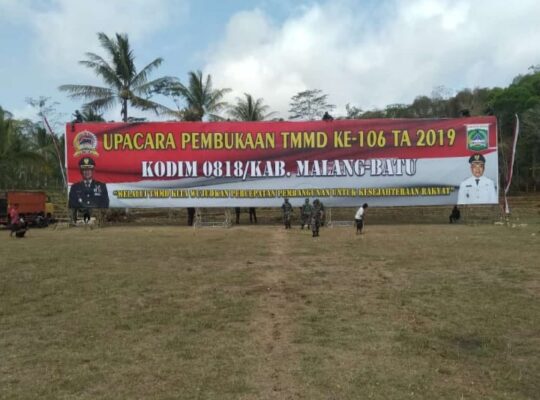 UPACARA PEMBUKAAN TMMD KE-106 TA 2019
KODIM 0818/KAB. MALANG-BATU
"MELALUI TMMD KITA WUJUDKAN PERCEPATAN PEMBANGUNAN UNTUK KESEJAHTERAAN RAKYAT"